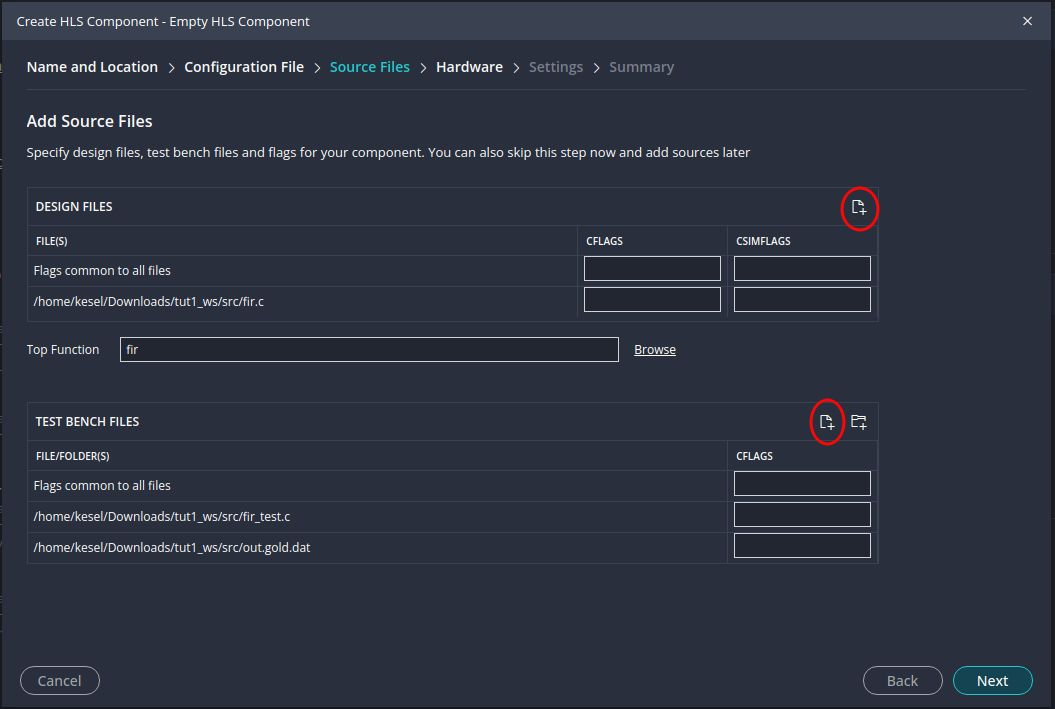 Create HLS Component - Empty HLS Component
Name and Location > Configuration File > Source Files > Hardware > Settings > Summary
Add Source Files
Specify design files, test bench files and flags for your component. You can also skip this step now and add sources later
DESIGN FILES
FILE(S) CFLAGS CSIMFLAGS
Flags common to all files
/home/kesel/Downloads/tut1_ws/src/fir.c
Top Function fir Browse
TEST BENCH FILES
FILE/FOLDER(S) CFLAGS
Flags common to all files
/home/kesel/Downloads/tut1_ws/src/fir_test.c
/home/kesel/Downloads/tut1_ws/src/out.gold.dat
Cancel Back Next